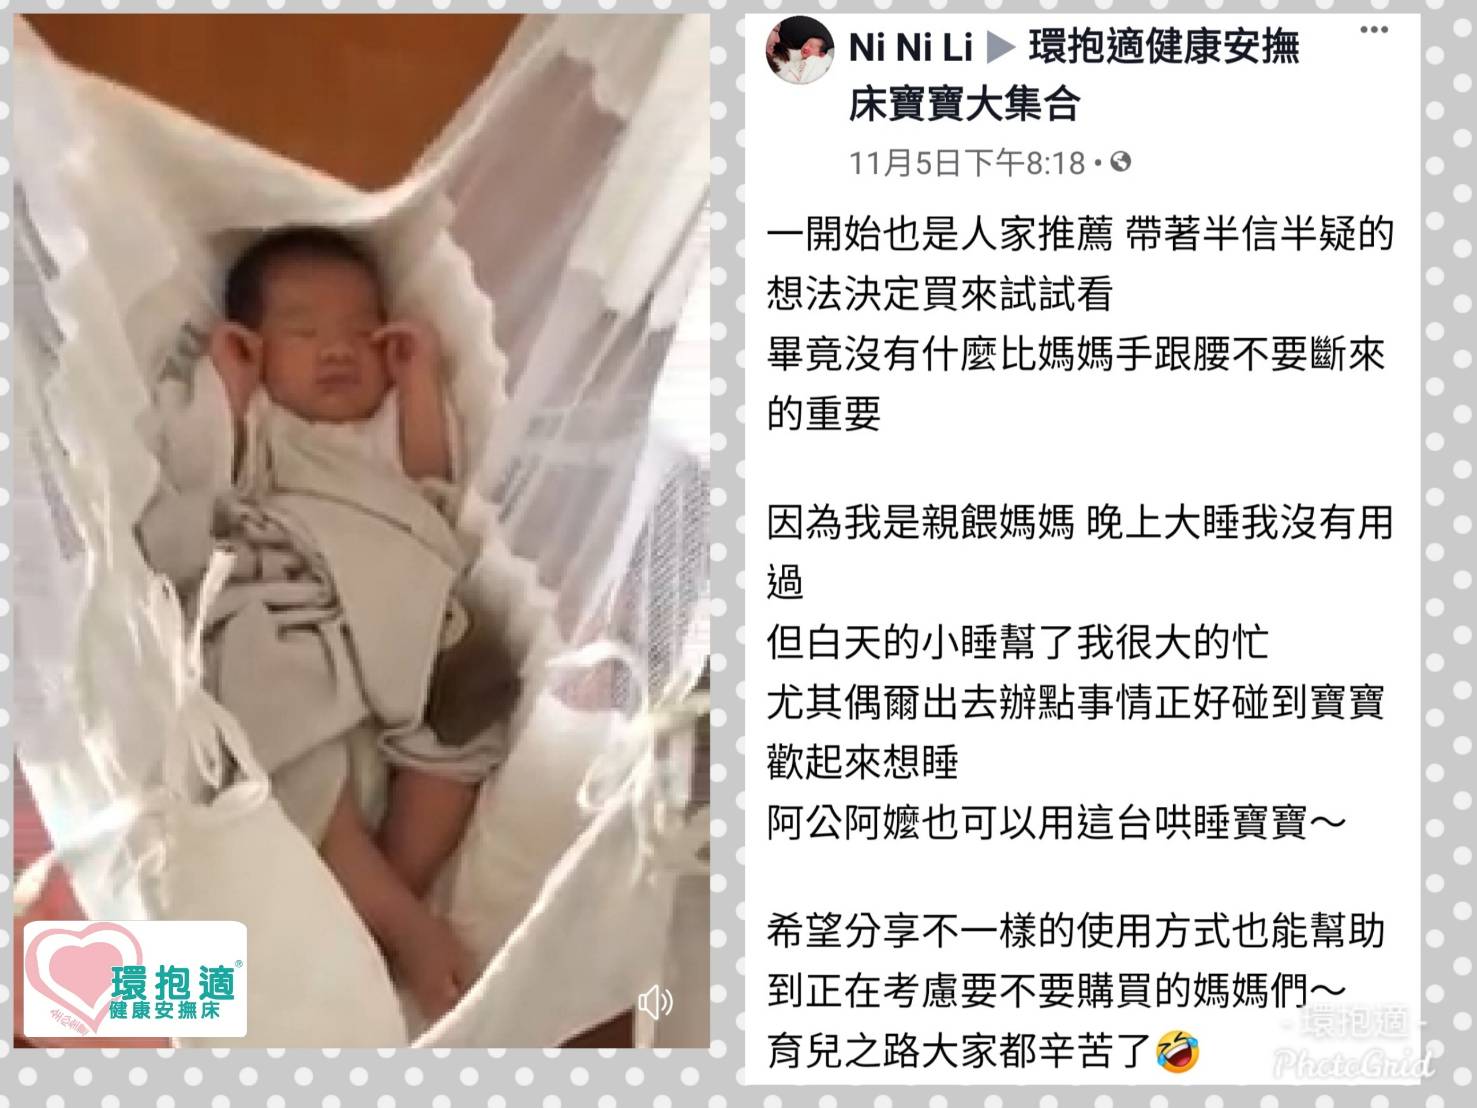 Ni Ni Li ▶ 環抱適健康安撫
床寶寶大集合
11月5日下午8:18
一開始也是人家推薦 帶著半信半疑的
想法決定買來試試看
畢竟沒有什麼比媽媽手跟腰不要斷來
的重要
因為我是親餵媽媽 晚上大睡我沒有用
過
但白天的小睡幫了我很大的忙
尤其偶爾出去辦點事情正好碰到寶寶
歡起來想睡
阿公阿嬤也可以用這台哄睡寶寶～
希望分享不一樣的使用方式也能幫助
到正在考慮要不要購買的媽媽們～
育兒之路大家都辛苦了🤣
環抱適®
健康安撫床
- 環抱適 -
PhotoGrid